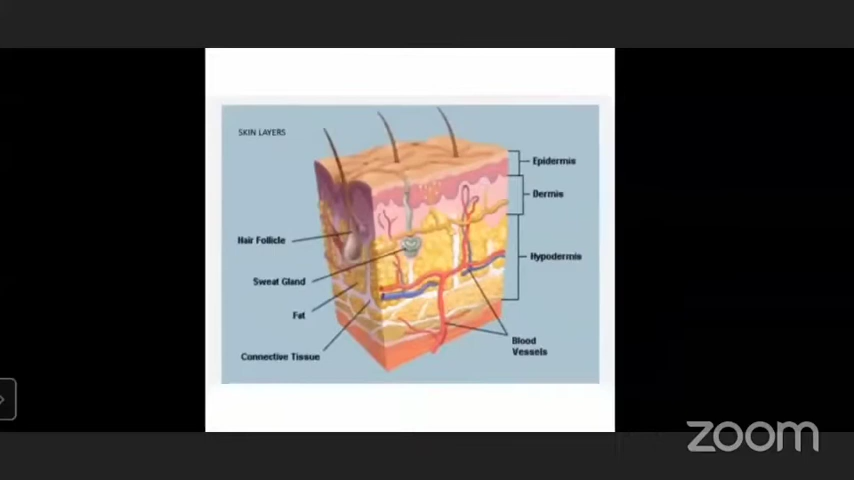 SKIN LAYERS
Epidermis
Dermis
Hair Follicle
Hypodermis
Sweat Gland
Fat
Connective Tissue
Blood
Vessels
zoom